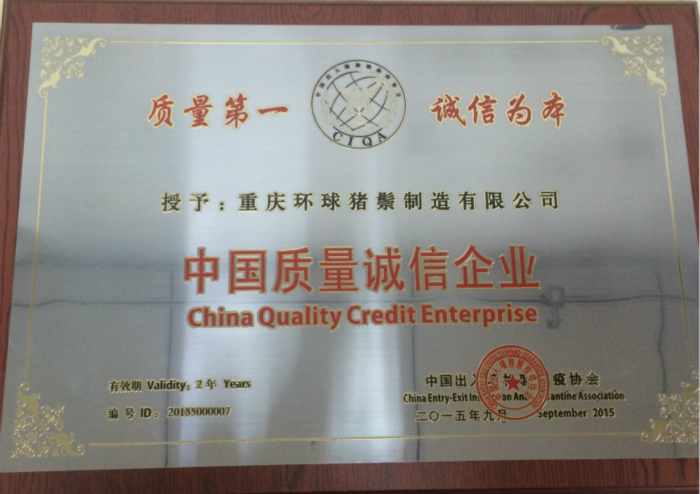 质量第一 诚信为本
CIQA
授予：重庆环球猪鬃制造有限公司
中国质量诚信企业
China Quality Credit Enterprise
有效期 Validity：2年 Years
编号 ID：20155000007
中国出入 疫协会
China Entry-Exit And Association
二〇一五年九月 September 2015